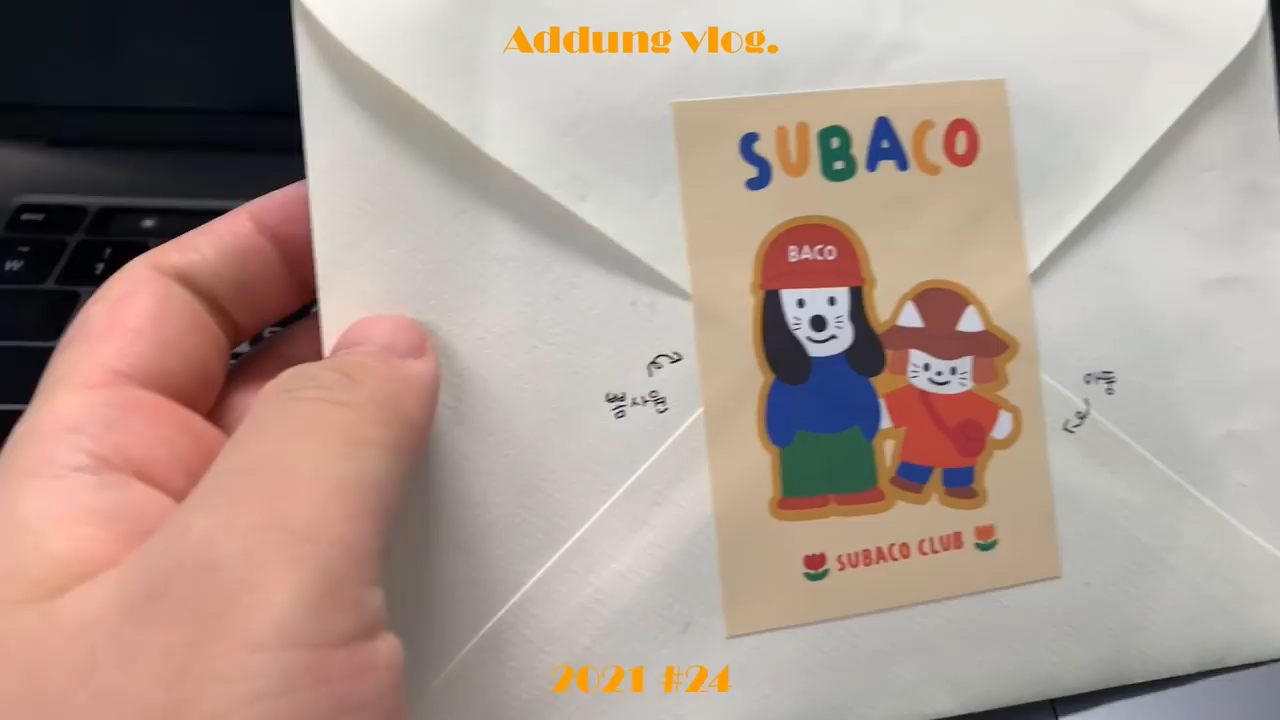 Addung vlog.
SUBACO
BACO
SUBACO CLUB
2021 #24